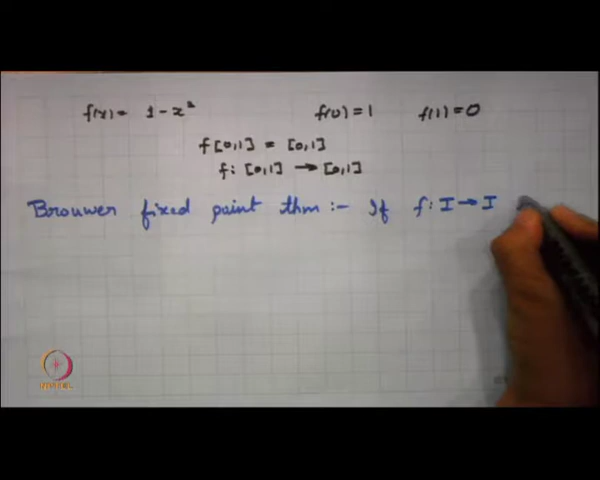 f(x) = 1 - x² f(0) = 1 f(1) = 0
f[0,1] = [0,1]
f: [0,1] → [0,1]
Brouwer fixed point thm :- If f: I → I